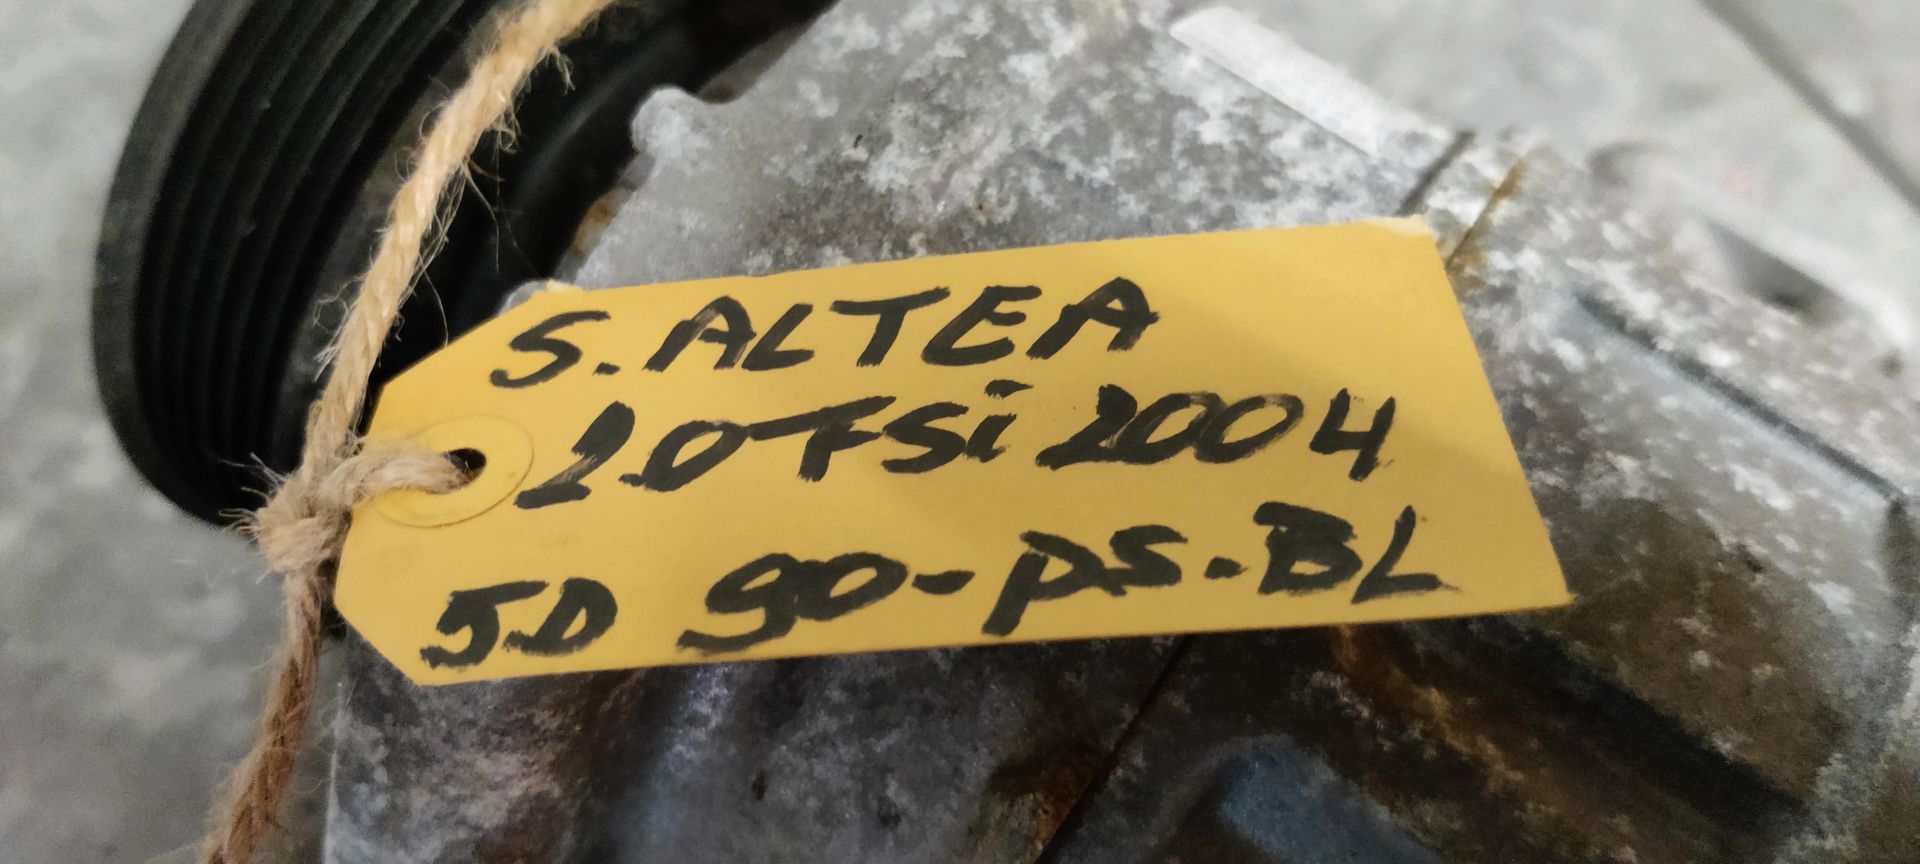 S. ALTEA
2.0 FSi 2004
5D 90-PS.BL